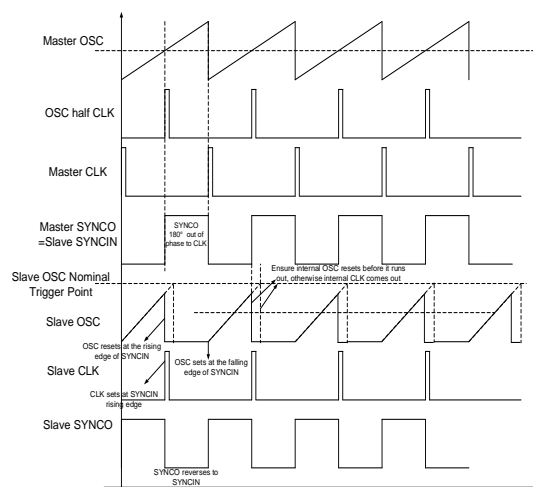 Master OSC
OSC half CLK
Master CLK
Master SYNCO
=Slave SYNCIN
SYNCO
180° out of
phase to CLK
Ensure internal OSC resets before it runs
out, otherwise internal CLK comes out
Slave OSC Nominal
Trigger Point
Slave OSC
OSC resets at the rising
edge of SYNCIN
OSC sets at the falling
edge of SYNCIN
Slave CLK
CLK sets at SYNCIN
rising edge
Slave SYNCO
SYNCO reverses to
SYNCIN